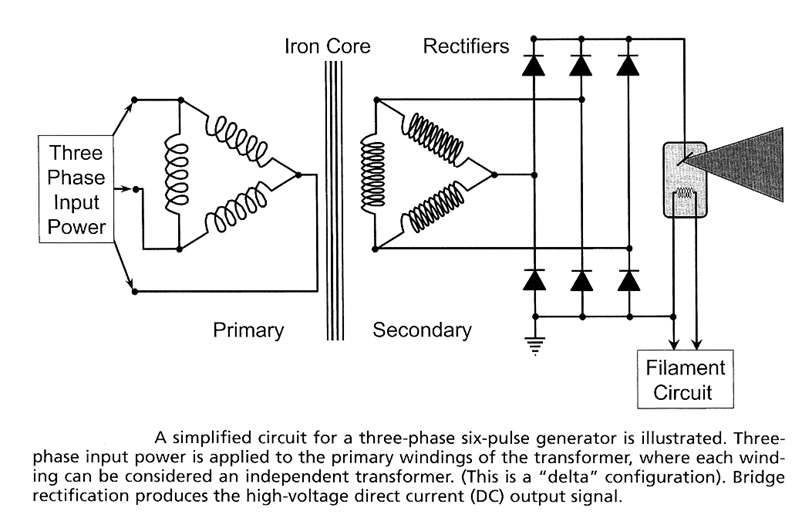 Iron Core
Rectifiers
Three
Phase
Input
Power
Primary
Secondary
Filament
Circuit
A simplified circuit for a three-phase six-pulse generator is illustrated. Three-
phase input power is applied to the primary windings of the transformer, where each wind-
ing can be considered an independent transformer. (This is a “delta” configuration). Bridge
rectification produces the high-voltage direct current (DC) output signal.